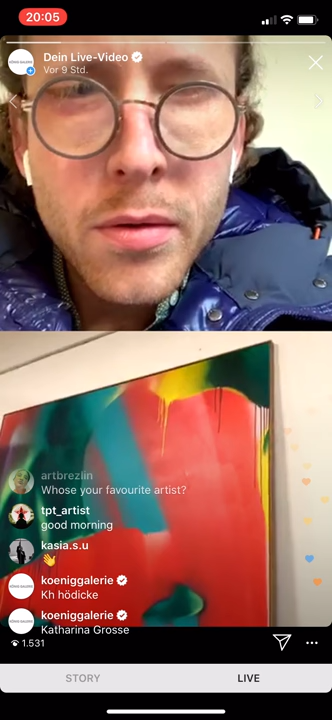 20:05
Dein Live-Video
Vor 9 Std.
artbrezlin
Whose your favourite artist?
tpt_artist
good morning
kasia.s.u
👋
koeniggalerie
Kh hödicke
koeniggalerie
Katharina Grosse
1.531
STORY
LIVE